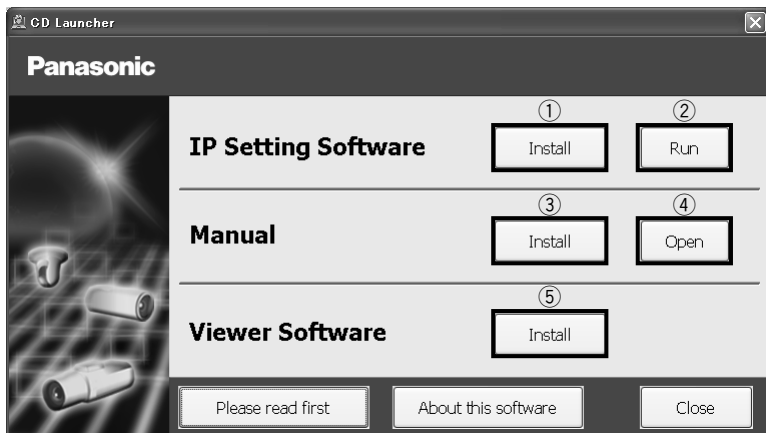 CD Launcher
Panasonic
① ②
IP Setting Software Install Run
③ ④
Manual Install Open
⑤
Viewer Software Install
Please read first About this software Close